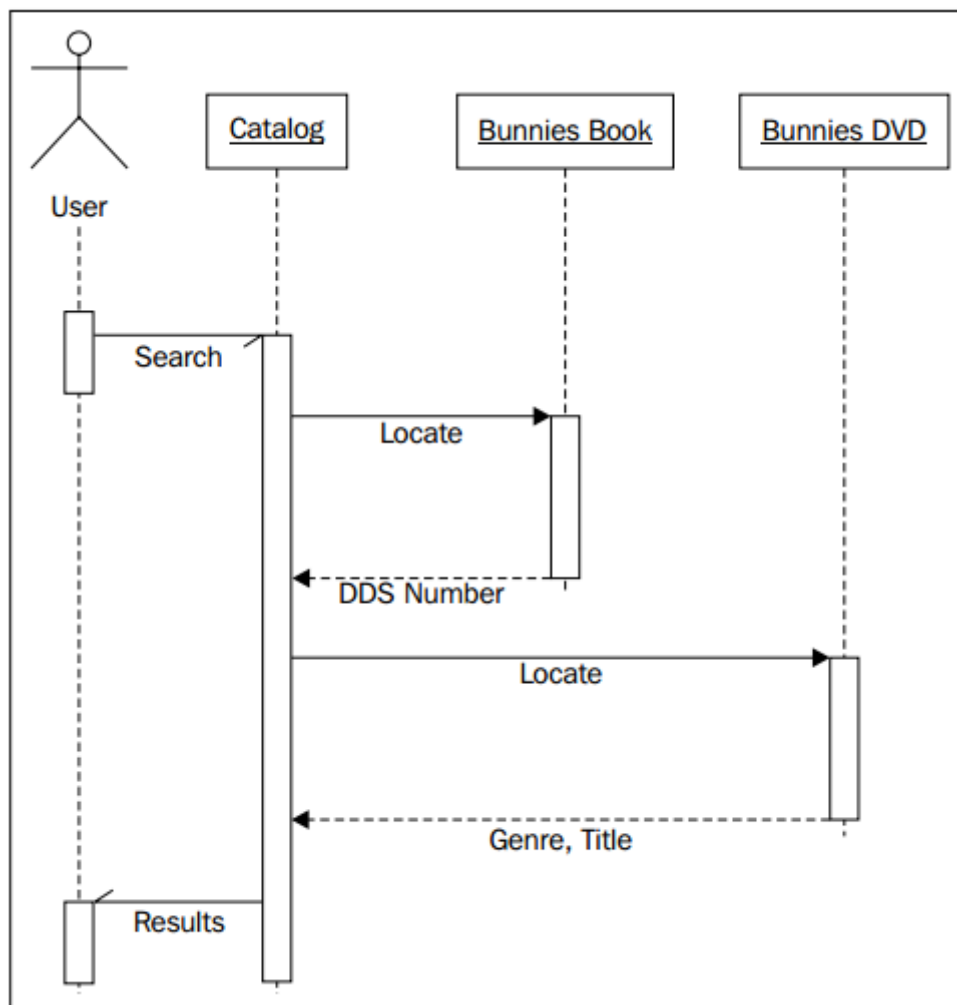 Catalog
Bunnies Book
Bunnies DVD
User
Search
Locate
DDS Number
Locate
Genre, Title
Results